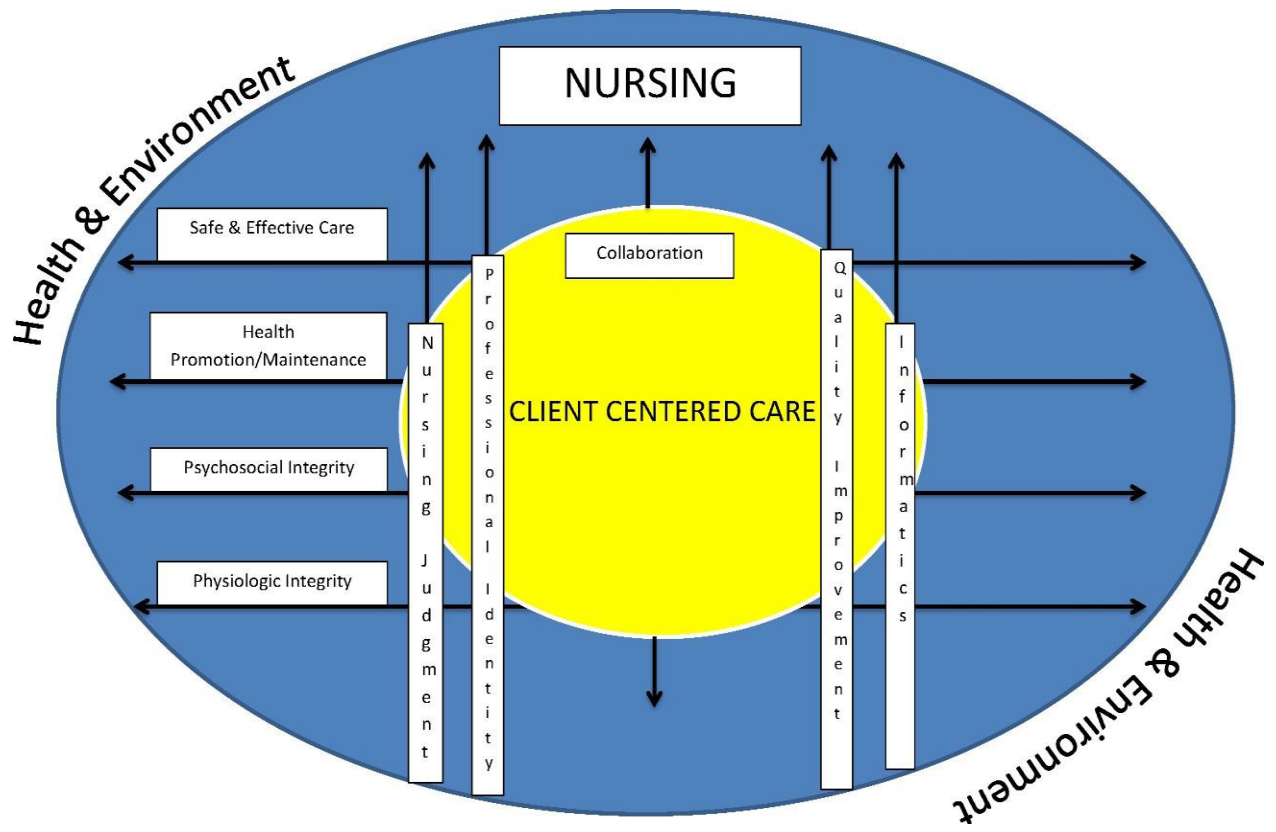 Health & Environment
NURSING
Safe & Effective Care
Collaboration
Health
Promotion/Maintenance
CLIENT CENTERED CARE
Psychosocial Integrity
Physiologic Integrity
Nursing Judgment
Professional Identity
Quality Improvement
Informatics
Health & Environment